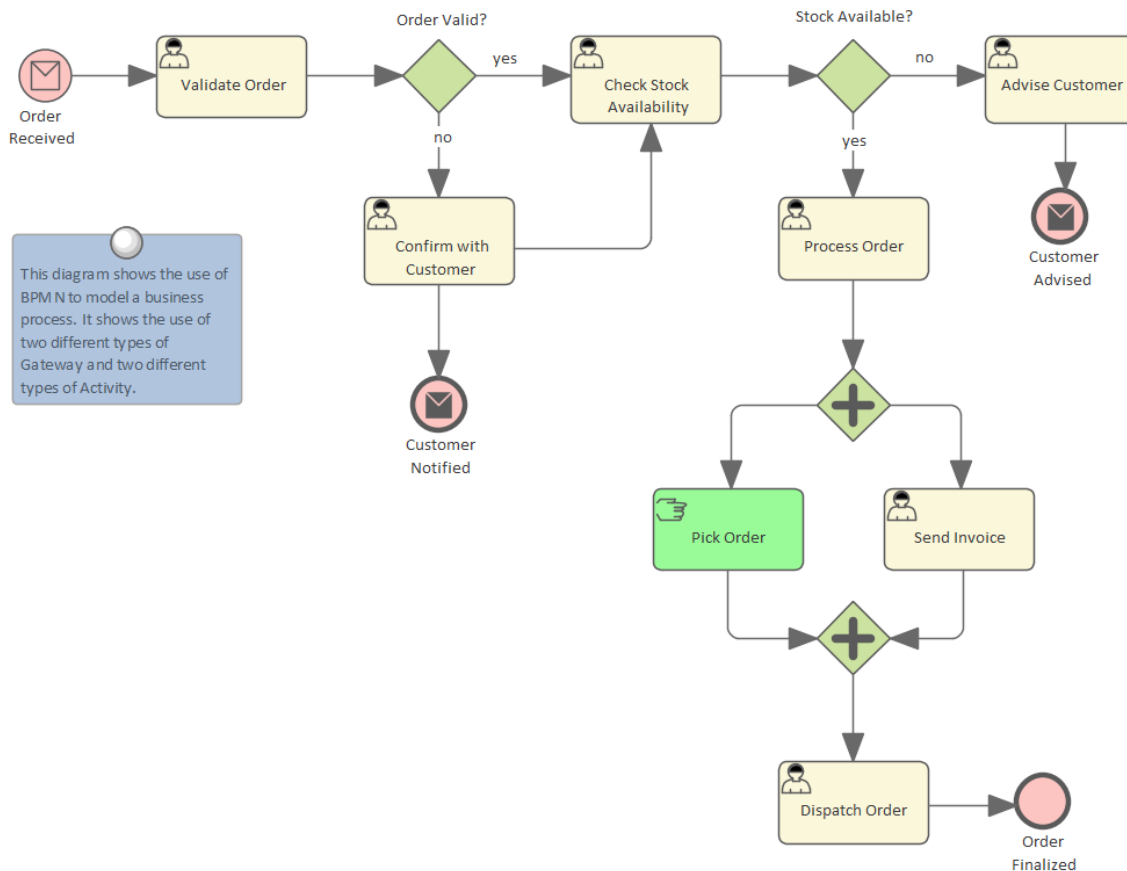 Order Valid?
Stock Available?
yes
no
Validate Order
Check Stock
Availability
Advise Customer
Order
Received
no
yes
Confirm with
Customer
Process Order
Customer
Advised
This diagram shows the use of
BPMN to model a business
process. It shows the use of
two different types of
Gateway and two different
types of Activity.
Customer
Notified
Pick Order
Send Invoice
Dispatch Order
Order
Finalized